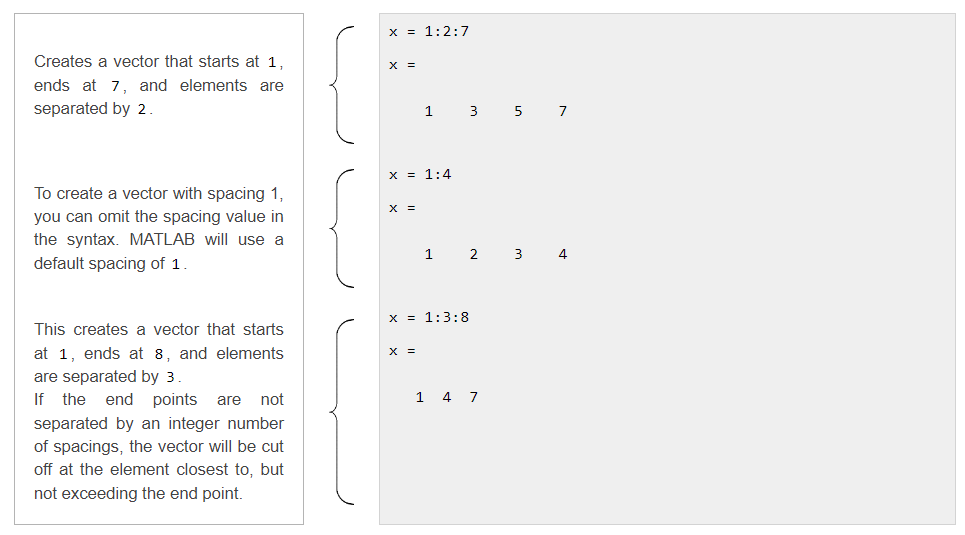 Creates a vector that starts at 1,
ends at 7, and elements are
separated by 2.
x = 1:2:7
x =
1 3 5 7
To create a vector with spacing 1,
you can omit the spacing value in
the syntax. MATLAB will use a
default spacing of 1.
x = 1:4
x =
1 2 3 4
This creates a vector that starts
at 1, ends at 8, and elements
are separated by 3.
If the end points are not
separated by an integer number
of spacings, the vector will be cut
off at the element closest to, but
not exceeding the end point.
x = 1:3:8
x =
1 4 7